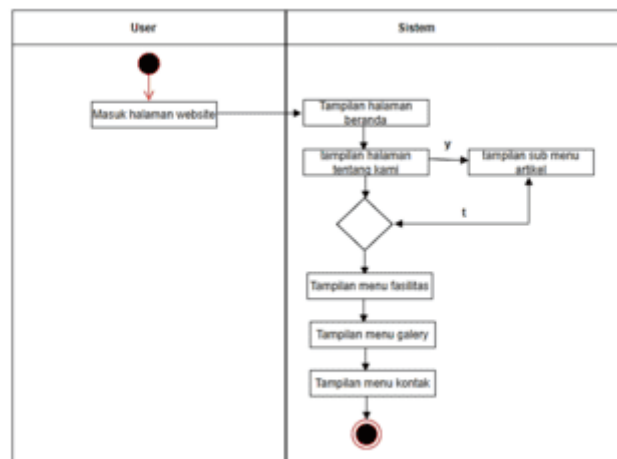 User
Sistem
Masuk halaman website
Tampilan halaman
beranda
tampilan halaman
tentang kami
y
tampilan sub menu
artikel
t
Tampilan menu fasilitas
Tampilan menu galery
Tampilan menu kontak